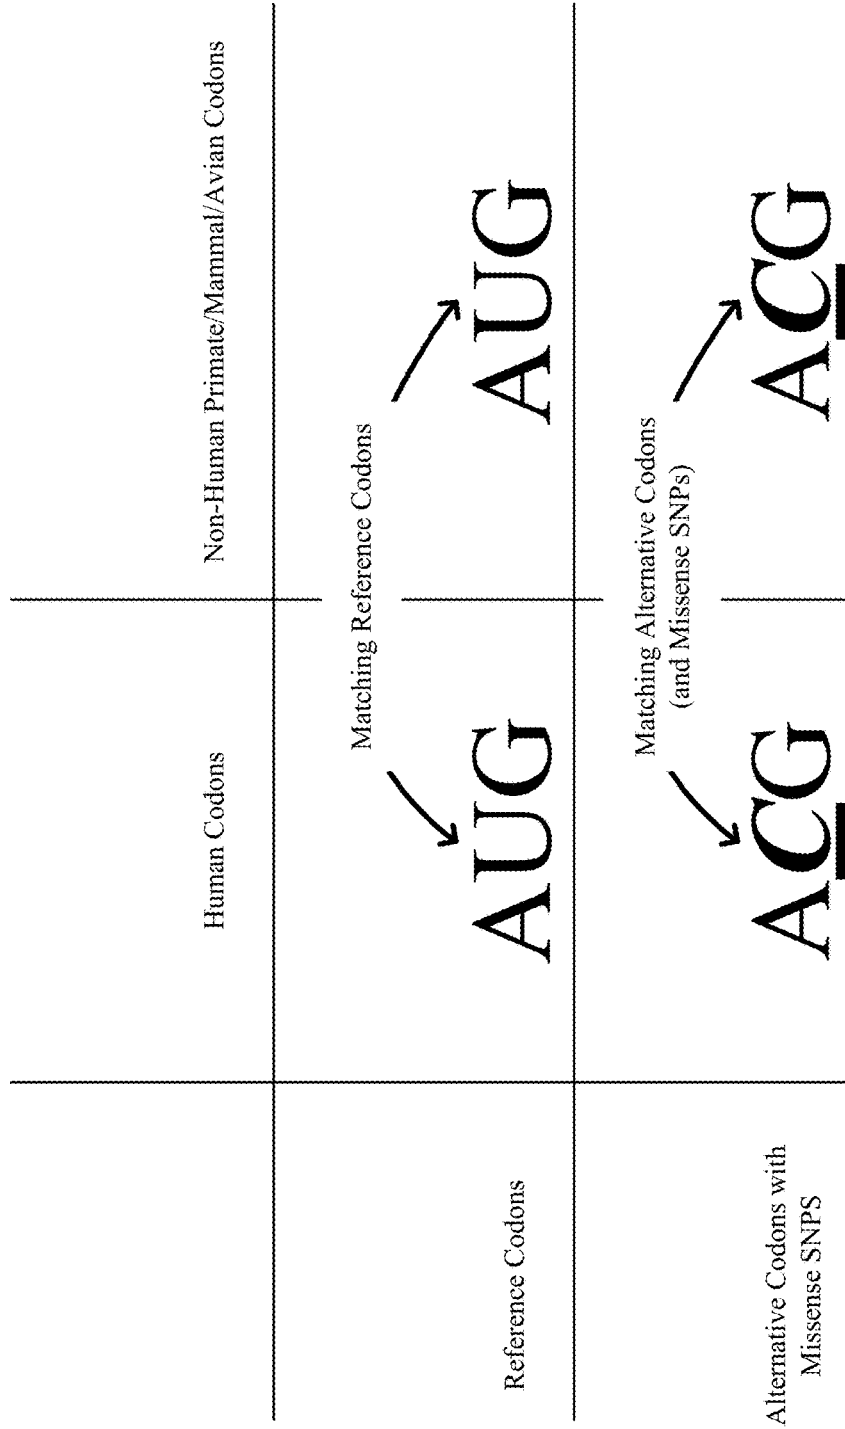 Human Codons
Non-Human Primate/Mammal/Avian Codons
Matching Reference Codons
Reference Codons
AUG
AUG
Matching Alternative Codons
(and Missense SNPs)
Alternative Codons with
Missense SNPS
ACG
ACG